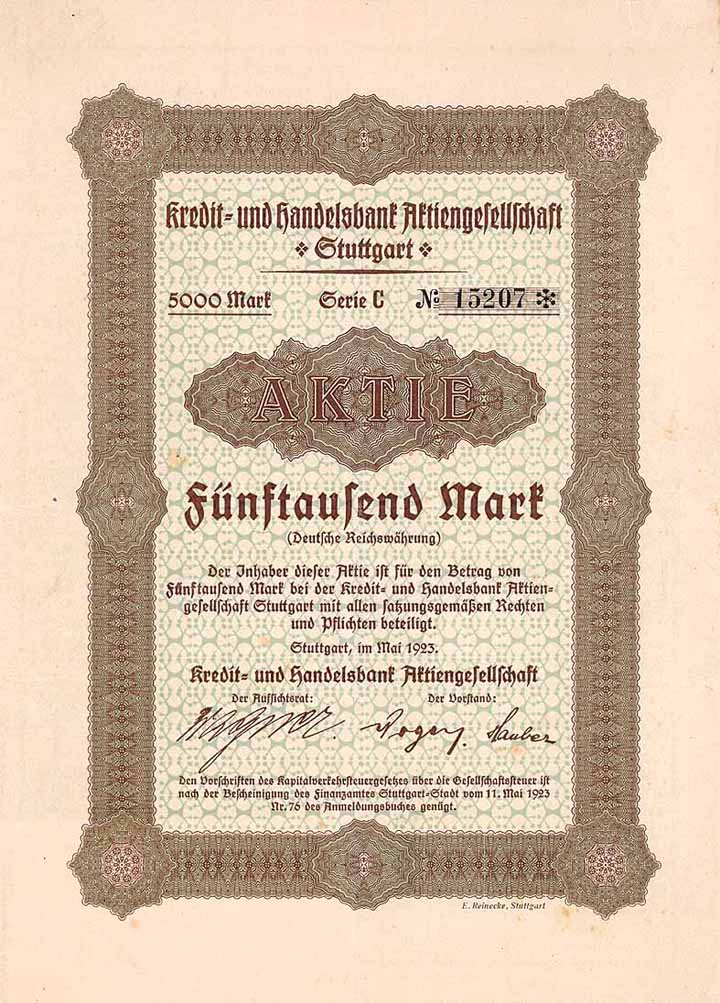 Kredit- und Handelsbank Aktiengesellschaft
Stuttgart
5000 Mark Serie C № 15207 ✻
AKTIE
Fünftausend Mark
(Deutsche Reichswährung)
Der Inhaber dieser Aktie ist für den Betrag von
Fünftausend Mark bei der Kredit- und Handelsbank Aktien-
gesellschaft Stuttgart mit allen satzungsgemäßen Rechten
und Pflichten beteiligt.
Stuttgart, im Mai 1923.
Kredit- und Handelsbank Aktiengesellschaft
Der Aufsichtsrat: Der Vorstand:
Hauber
Den Vorschriften des Kapitalverkehrsteuergesetzes über die Gesellschaftsteuer ist
nach der Bescheinigung des Finanzamtes Stuttgart-Stadt vom 11. Mai 1923
Nr. 76 des Anmeldungsbuches genügt.
E. Reinecke, Stuttgart